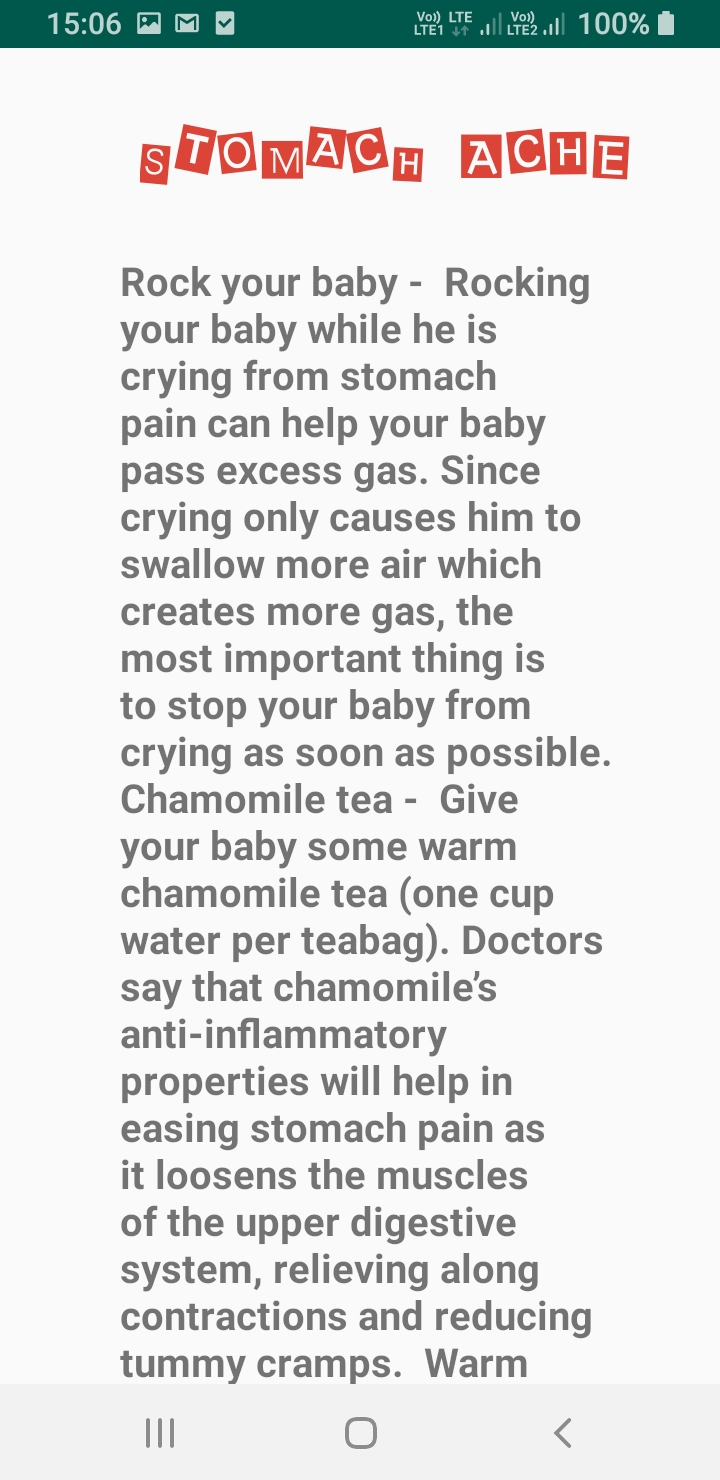 15:06 Vo)) LTE LTE1 Vo)) LTE2 100%
STOMACH ACHE
Rock your baby -  Rocking
your baby while he is
crying from stomach
pain can help your baby
pass excess gas. Since
crying only causes him to
swallow more air which
creates more gas, the
most important thing is
to stop your baby from
crying as soon as possible.
Chamomile tea -  Give
your baby some warm
chamomile tea (one cup
water per teabag). Doctors
say that chamomile’s
anti-inflammatory
properties will help in
easing stomach pain as
it loosens the muscles
of the upper digestive
system, relieving along
contractions and reducing
tummy cramps.  Warm